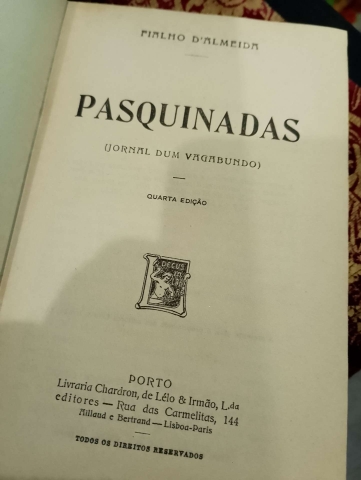 FIALHO D'ALMEIDA
PASQUINADAS
(JORNAL DUM VAGABUNDO)
QUARTA EDIÇÃO
DECUS
PORTO
Livraria Chardron, de Lélo & Irmão, L.da
editores — Rua das Carmelitas, 144
Aillaud e Bertrand — Lisboa-Paris
TODOS OS DIREITOS RESERVADOS